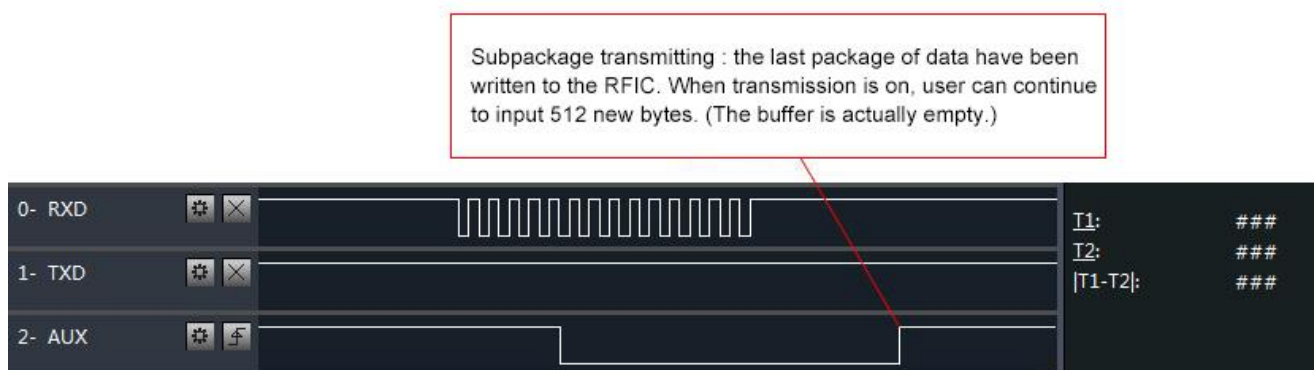 Subpackage transmitting : the last package of data have been
written to the RFIC. When transmission is on, user can continue
to input 512 new bytes. (The buffer is actually empty.)
0- RXD
T1: ###
T2: ###
1- TXD
|T1-T2|: ###
2- AUX